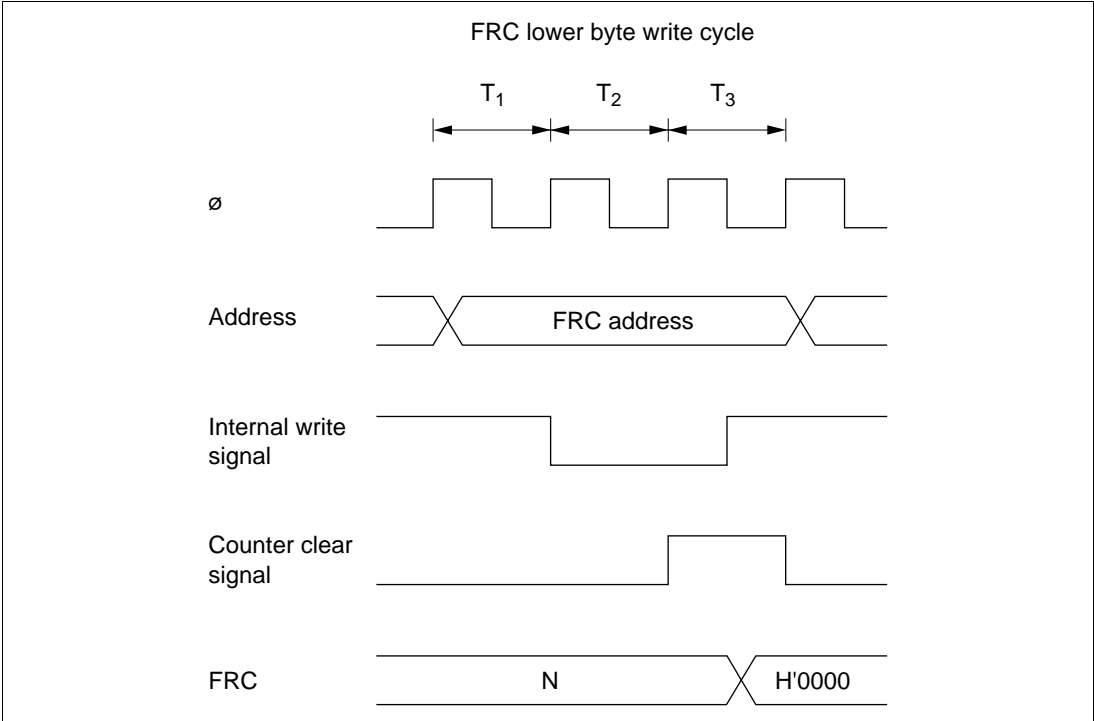 FRC lower byte write cycle
T1 T2 T3
ø
Address
FRC address
Internal write
signal
Counter clear
signal
FRC
N
H'0000